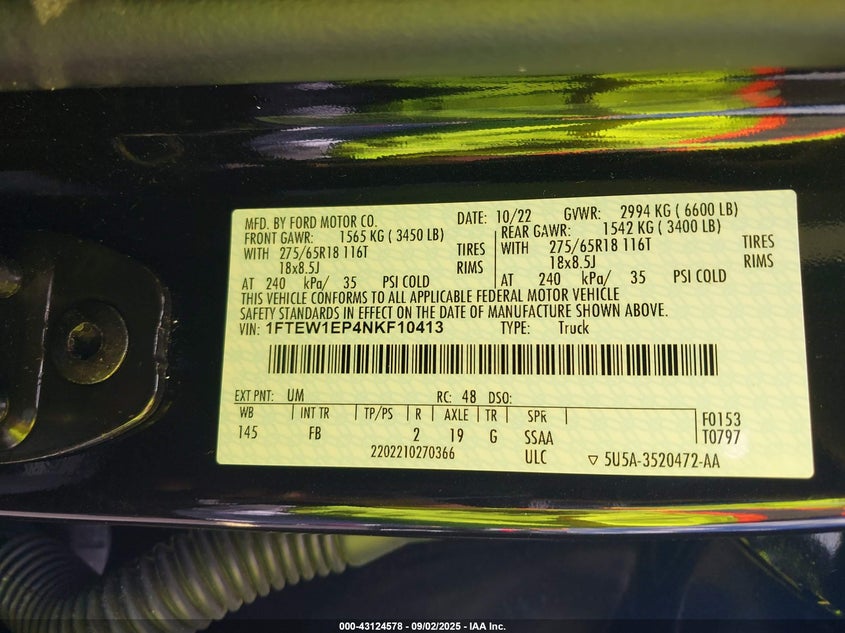 MFD. BY FORD MOTOR CO. DATE: 10/22 GVWR: 2994 KG ( 6600 LB)
FRONT GAWR: 1565 KG ( 3450 LB) REAR GAWR: 1542 KG ( 3400 LB)
WITH 275/65R18 116T TIRES WITH 275/65R18 116T TIRES
18x8.5J RIMS 18x8.5J RIMS
AT 240 kPa/ 35 PSI COLD AT 240 kPa/ 35 PSI COLD
THIS VEHICLE CONFORMS TO ALL APPLICABLE FEDERAL MOTOR VEHICLE
SAFETY STANDARDS IN EFFECT ON THE DATE OF MANUFACTURE SHOWN ABOVE.
VIN: 1FTEW1EP4NKF10413 TYPE: Truck
EXT PNT: UM RC: 48 DSO:
WB INT TR TP/PS R AXLE TR SPR F0153
145 FB 2 19 G SSAA T0797
2202210270366 ULC ▽ 5U5A-3520472-AA
000-43124578 - 09/02/2025 - IAA Inc.